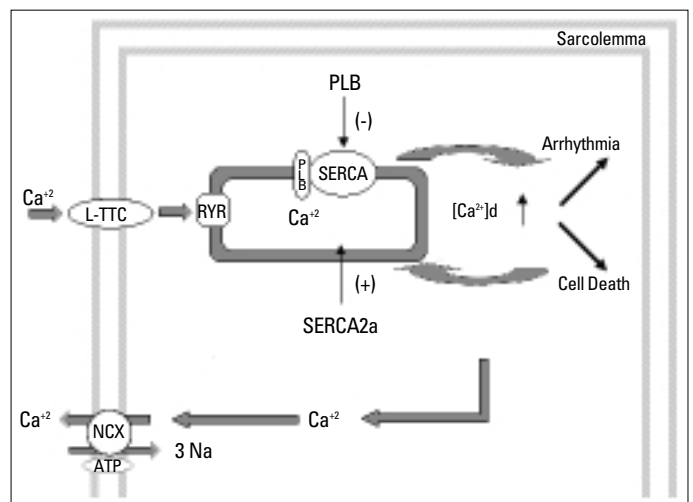 Sarcolemma
PLB
(-)
Arrhythmia
PLB
SERCA
Ca⁺²
L-TTC
RYR
Ca⁺²
[Ca²⁺]d
Cell Death
(+)
SERCA2a
Ca⁺²
NCX
Ca⁺²
3 Na
ATP